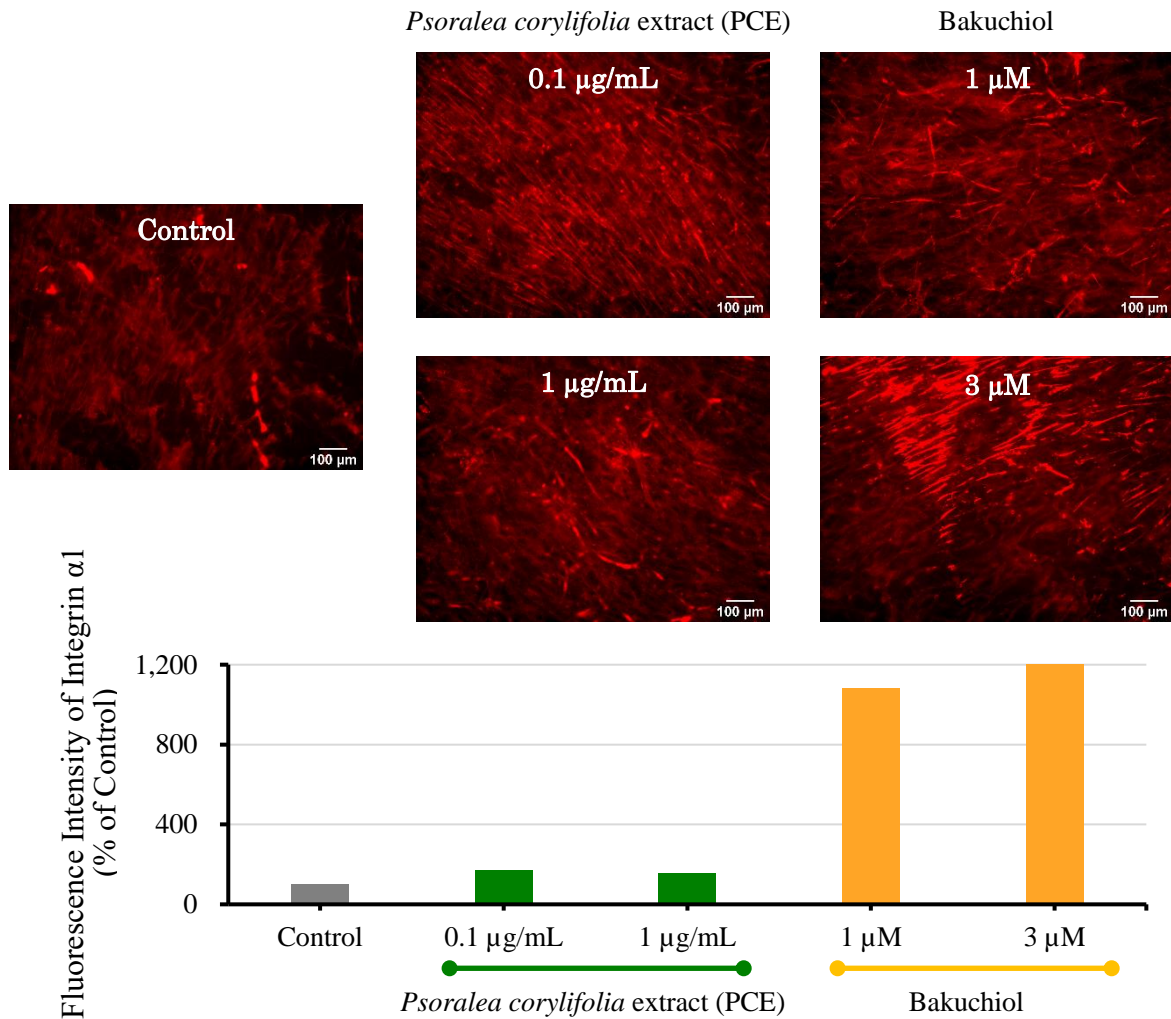 Psoralea corylifolia extract (PCE)
Bakuchiol
0.1 µg/mL
100 µm
1 µM
100 µm
Control
100 µm
1 µg/mL
100 µm
3 µM
100 µm
Fluorescence Intensity of Integrin α1
(% of Control)
1,200
800
400
0
Control
0.1 µg/mL
1 µg/mL
1 µM
3 µM
Psoralea corylifolia extract (PCE)
Bakuchiol